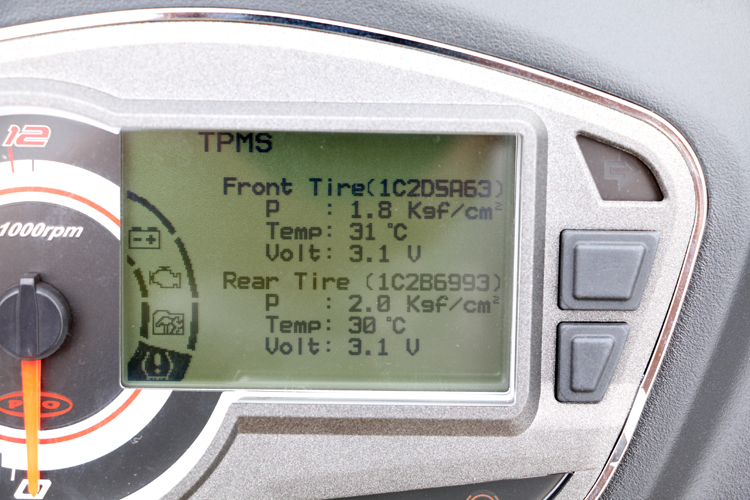 12
1000rpm
0
TPMS
Front Tire(1C2D5A63)
P : 1.8 Kgf/cm²
Temp: 31 °C
Volt: 3.1 V
Rear Tire (1C2B6993)
P : 2.0 Kgf/cm²
Temp: 30 °C
Volt: 3.1 V